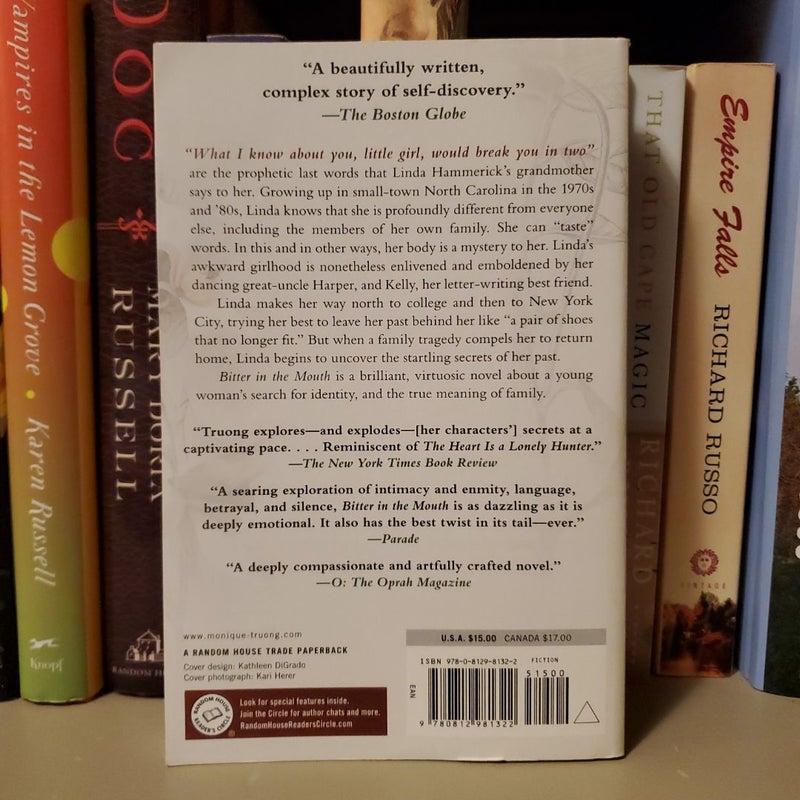 Vampires in the Lemon Grove • Karen Russell
Knopf
DOC
MARY DORIA
RUSSELL
RANDOM H
“A beautifully written,
complex story of self-discovery.”
—The Boston Globe
“What I know about you, little girl, would break you in two”
are the prophetic last words that Linda Hammerick’s grandmother
says to her. Growing up in small-town North Carolina in the 1970s
and ’80s, Linda knows that she is profoundly different from everyone
else, including the members of her own family. She can “taste”
words. In this and in other ways, her body is a mystery to her. Linda’s
awkward girlhood is nonetheless enlivened and emboldened by her
dancing great-uncle Harper, and Kelly, her letter-writing best friend.
Linda makes her way north to college and then to New York
City, trying her best to leave her past behind her like “a pair of shoes
that no longer fit.” But when a family tragedy compels her to return
home, Linda begins to uncover the startling secrets of her past.
Bitter in the Mouth is a brilliant, virtuosic novel about a young
woman’s search for identity, and the true meaning of family.
“Truong explores—and explodes—[her characters’] secrets at a
captivating pace. . . . Reminiscent of The Heart Is a Lonely Hunter.”
—The New York Times Book Review
“A searing exploration of intimacy and enmity, language,
betrayal, and silence, Bitter in the Mouth is as dazzling as it is
deeply emotional. It also has the best twist in its tail—ever.”
—Parade
“A deeply compassionate and artfully crafted novel.”
—O: The Oprah Magazine
www.monique-truong.com
A RANDOM HOUSE TRADE PAPERBACK
Cover design: Kathleen DiGrado
Cover photograph: Kari Herer
RANDOM HOUSE READER'S CIRCLE
Look for special features inside.
Join the Circle for author chats and more.
RandomHouseReadersCircle.com
U.S.A. $15.00 CANADA $17.00
ISBN 978-0-8129-8132-2 FICTION
51500
EAN
9 780812 981322
THAT OLD CAPE MAGIC RICHARD
Empire Falls RICHARD RUSSO
VINTAGE